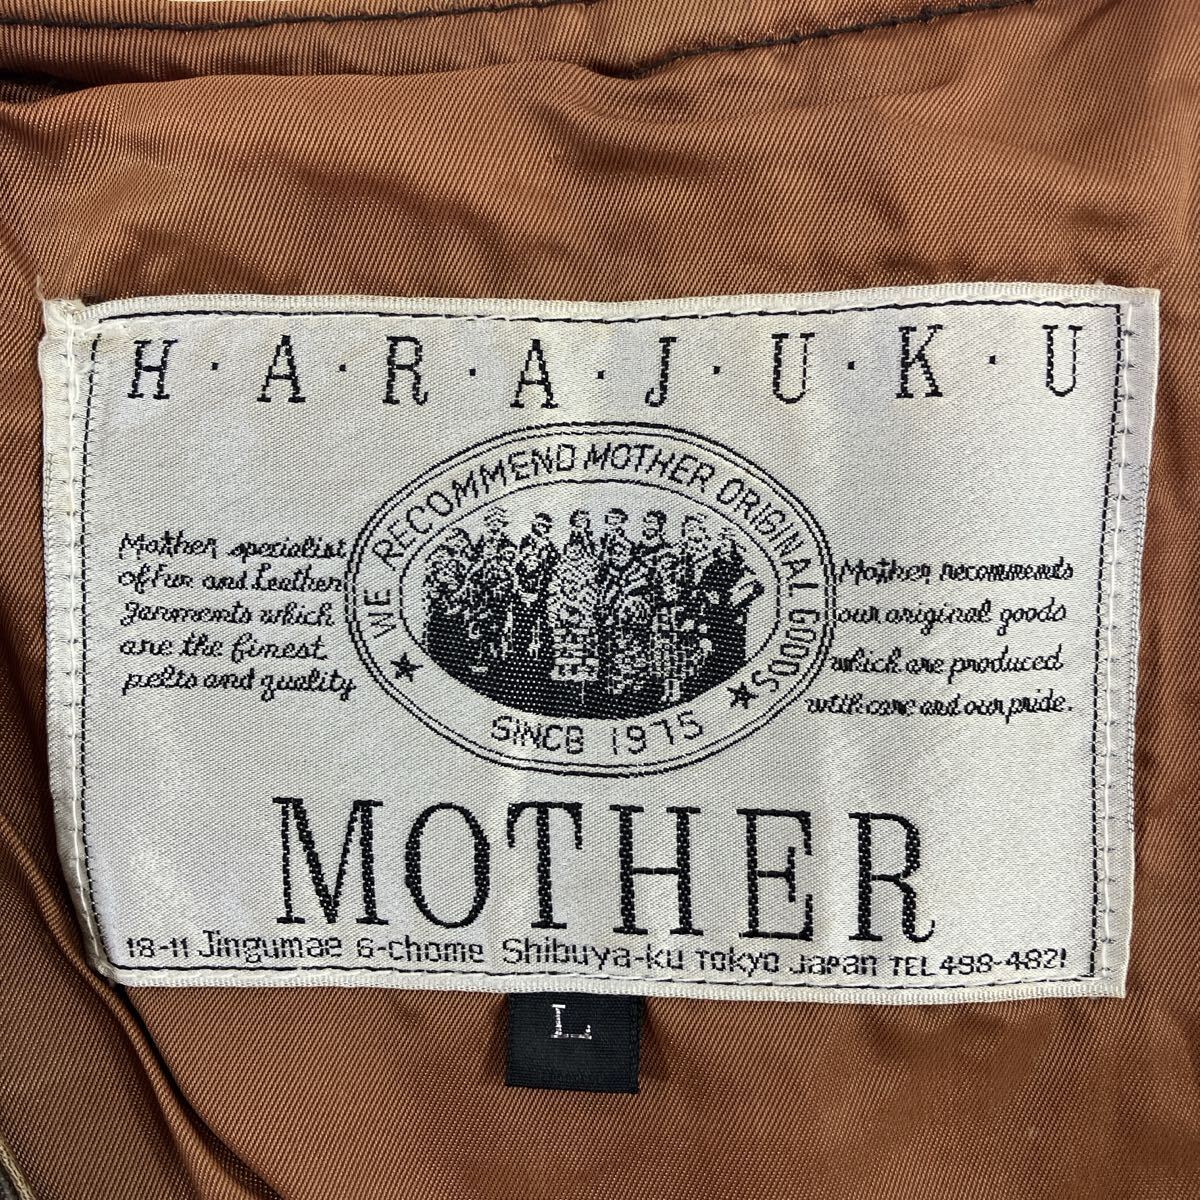 H·A·R·A·J·U·K·U
WE RECOMMEND MOTHER ORIGINAL GOODS
SINCE 1975
Mother specialist
of fur and leather
garments which
are the finest
pelts and quality
Mother recommends
our original goods
which are produced
with care and our pride.
MOTHER
18-11 Jingumae 6-chome Shibuya-ku Tokyo Japan TEL 498-4821
L